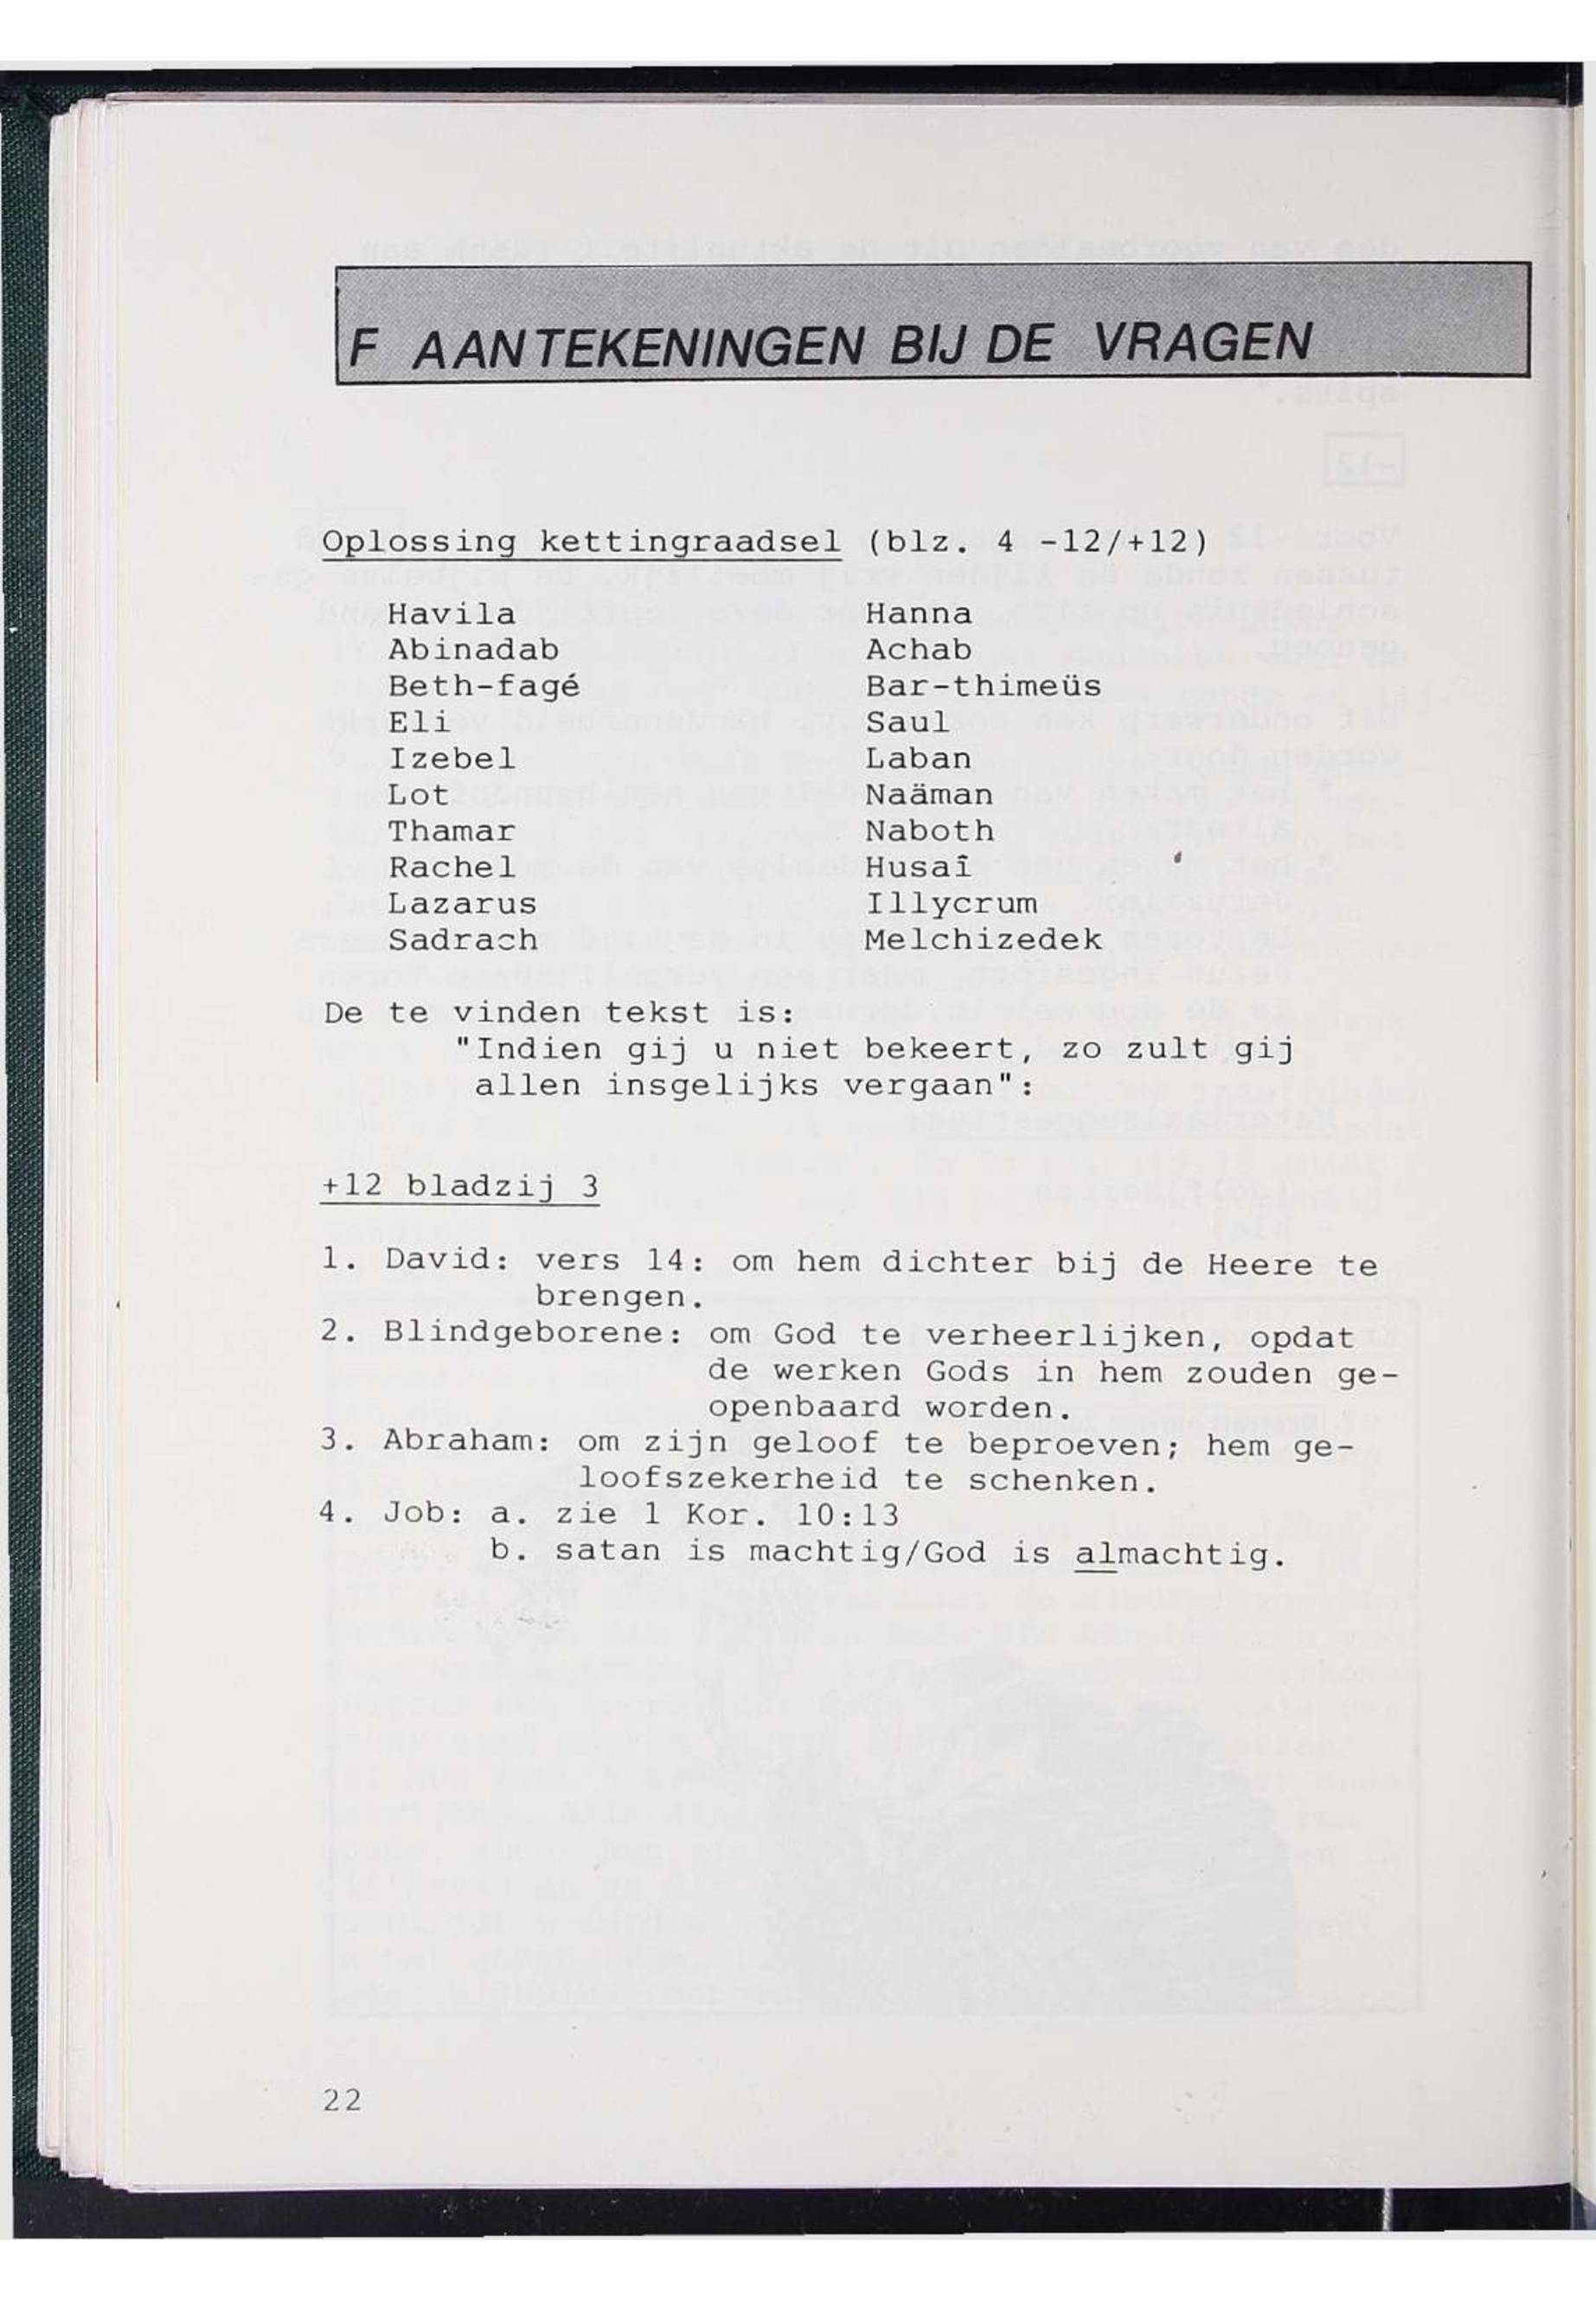 F AANTEKENINGEN BIJ DE VRAGEN
Oplossing kettingraadsel (blz. 4 -12/+12)
Havila Hanna
Abinadab Achab
Beth-fagé Bar-thimeüs
Eli Saul
Izebel Laban
Lot Naäman
Thamar Naboth
Rachel Husaî
Lazarus Illycrum
Sadrach Melchizedek
De te vinden tekst is:
"Indien gij u niet bekeert, zo zult gij
allen insgelijks vergaan":
+12 bladzij 3
1. David: vers 14: om hem dichter bij de Heere te
brengen.
2. Blindgeborene: om God te verheerlijken, opdat
de werken Gods in hem zouden ge-
openbaard worden.
3. Abraham: om zijn geloof te beproeven; hem ge-
loofszekerheid te schenken.
4. Job: a. zie 1 Kor. 10:13
b. satan is machtig/God is almachtig.
22